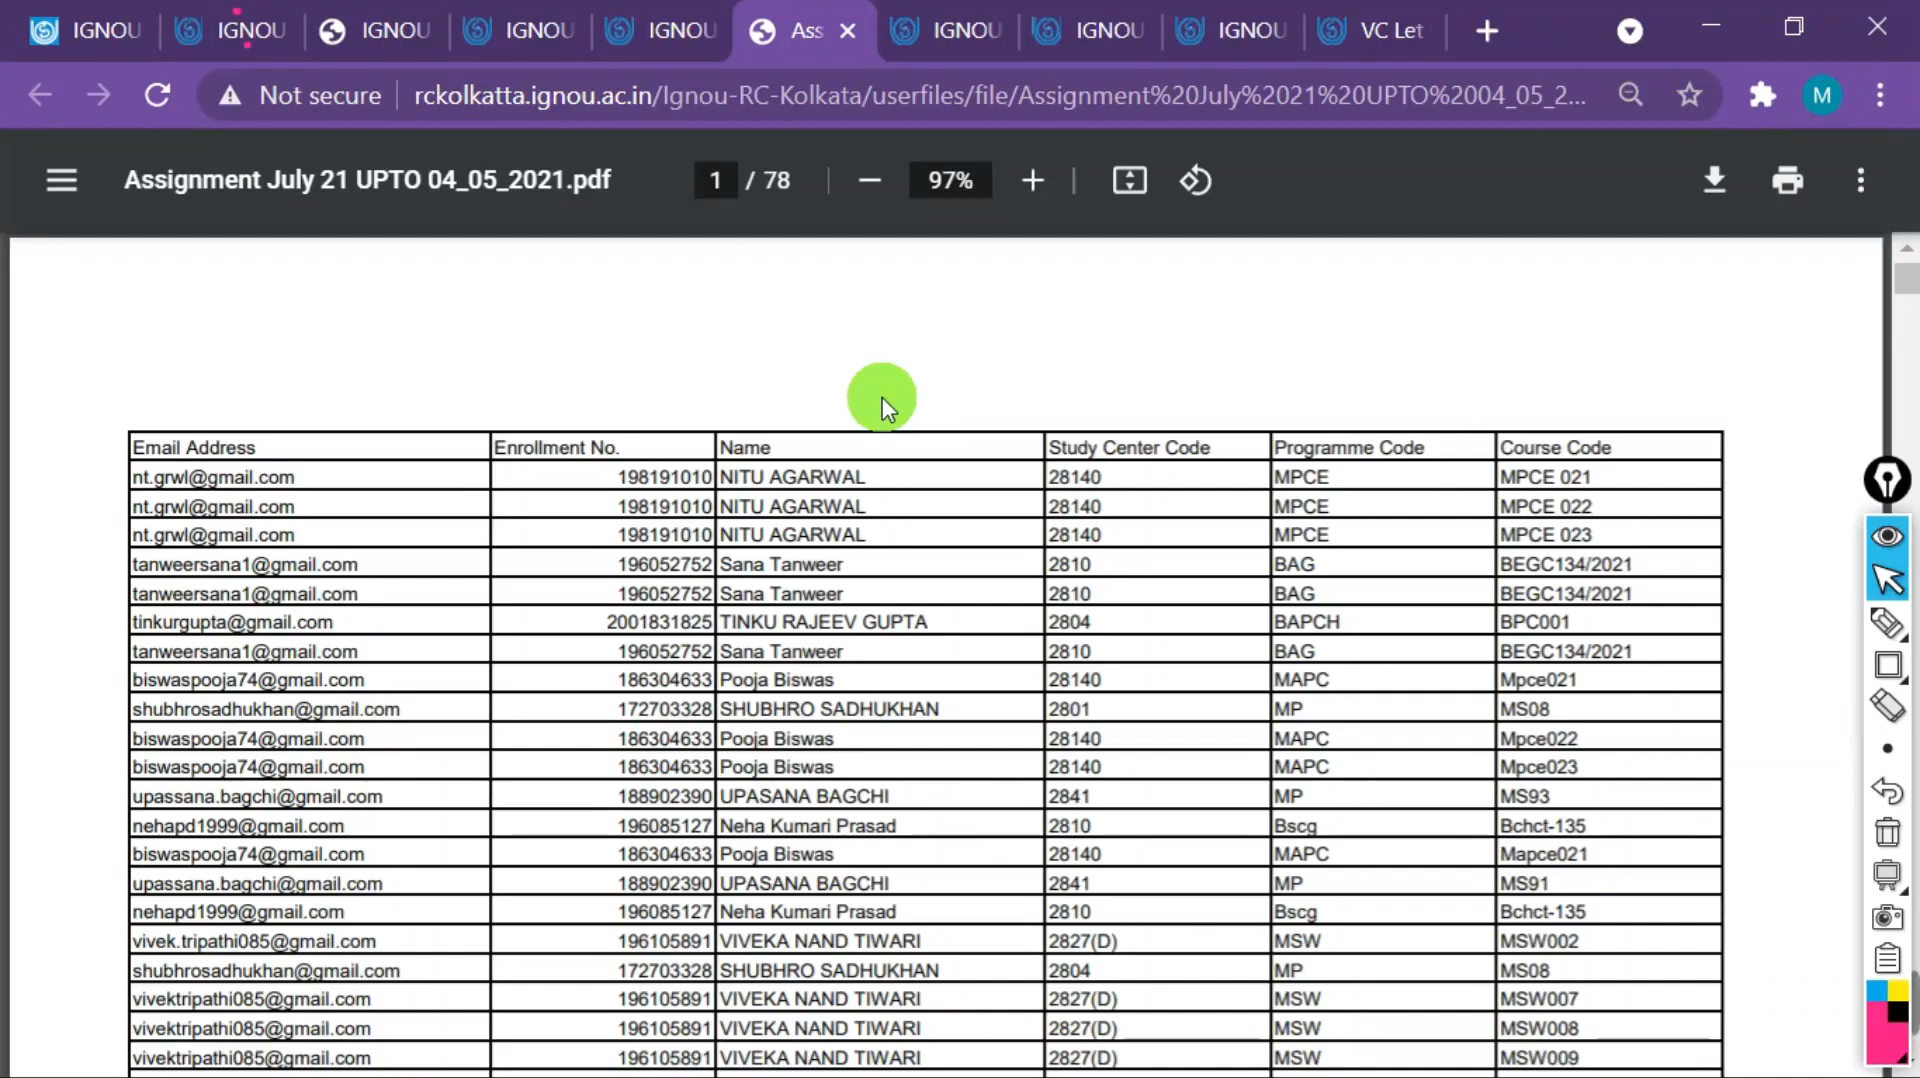 IGNOU IGNOU IGNOU IGNOU IGNOU Ass IGNOU IGNOU IGNOU VC Let
Not secure rckolkatta.ignou.ac.in/Ignou-RC-Kolkata/userfiles/file/Assignment%20July%2021%20UPTO%2004_05_2... M
Assignment July 21 UPTO 04_05_2021.pdf 1 / 78 97%
Email Address Enrollment No. Name Study Center Code Programme Code Course Code
nt.grwl@gmail.com 198191010 NITU AGARWAL 28140 MPCE MPCE 021
nt.grwl@gmail.com 198191010 NITU AGARWAL 28140 MPCE MPCE 022
nt.grwl@gmail.com 198191010 NITU AGARWAL 28140 MPCE MPCE 023
tanweersana1@gmail.com 196052752 Sana Tanweer 2810 BAG BEGC134/2021
tanweersana1@gmail.com 196052752 Sana Tanweer 2810 BAG BEGC134/2021
tinkurgupta@gmail.com 2001831825 TINKU RAJEEV GUPTA 2804 BAPCH BPC001
tanweersana1@gmail.com 196052752 Sana Tanweer 2810 BAG BEGC134/2021
biswaspooja74@gmail.com 186304633 Pooja Biswas 28140 MAPC Mpce021
shubhrosadhukhan@gmail.com 172703328 SHUBHRO SADHUKHAN 2801 MP MS08
biswaspooja74@gmail.com 186304633 Pooja Biswas 28140 MAPC Mpce022
biswaspooja74@gmail.com 186304633 Pooja Biswas 28140 MAPC Mpce023
upassana.bagchi@gmail.com 188902390 UPASANA BAGCHI 2841 MP MS93
nehapd1999@gmail.com 196085127 Neha Kumari Prasad 2810 Bscg Bchct-135
biswaspooja74@gmail.com 186304633 Pooja Biswas 28140 MAPC Mapce021
upassana.bagchi@gmail.com 188902390 UPASANA BAGCHI 2841 MP MS91
nehapd1999@gmail.com 196085127 Neha Kumari Prasad 2810 Bscg Bchct-135
vivek.tripathi085@gmail.com 196105891 VIVEKA NAND TIWARI 2827(D) MSW MSW002
shubhrosadhukhan@gmail.com 172703328 SHUBHRO SADHUKHAN 2804 MP MS08
vivektripathi085@gmail.com 196105891 VIVEKA NAND TIWARI 2827(D) MSW MSW007
vivektripathi085@gmail.com 196105891 VIVEKA NAND TIWARI 2827(D) MSW MSW008
vivektripathi085@gmail.com 196105891 VIVEKA NAND TIWARI 2827(D) MSW MSW009